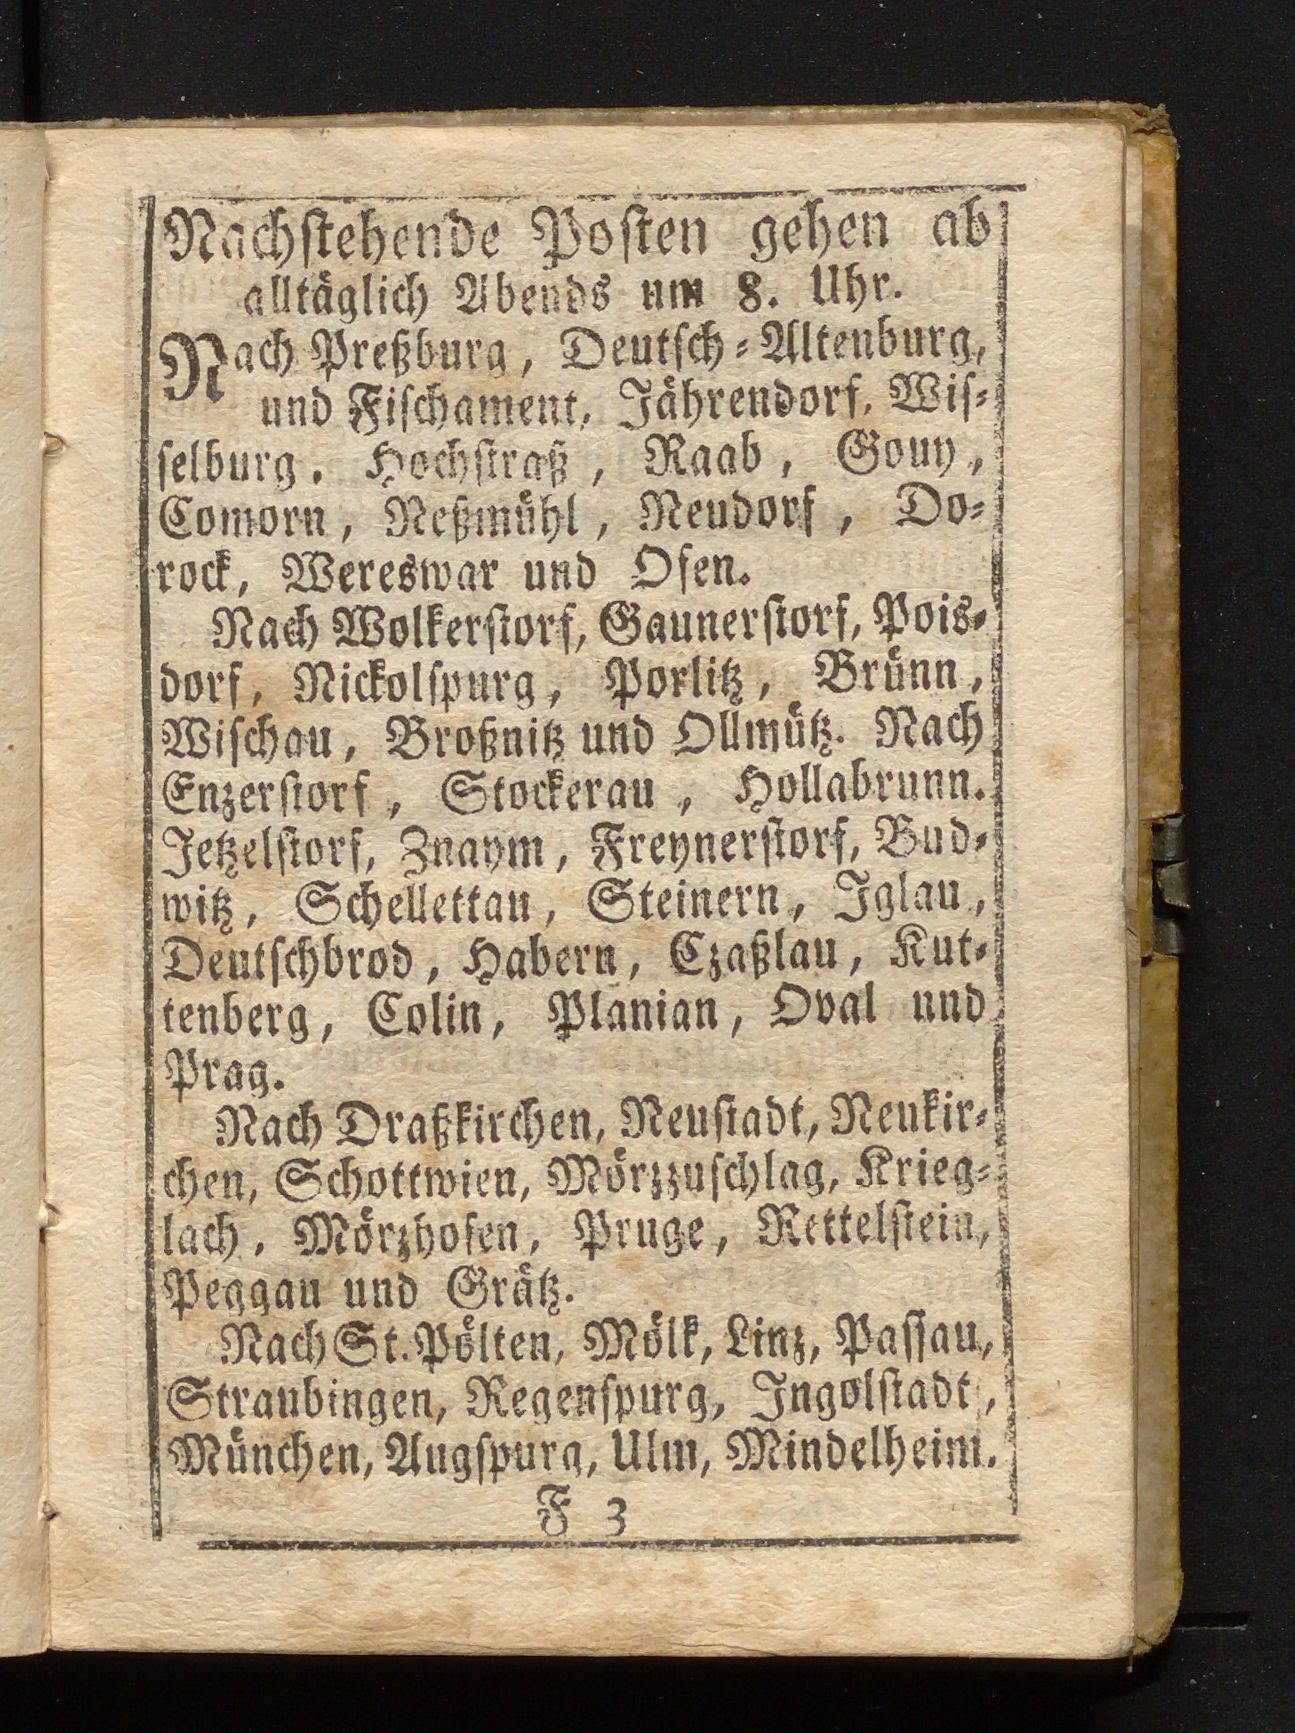 Nachſtehende Poſten gehen ab
alltäglich Abends um 8. Uhr.
Nach Preßburg, Deutſch⸗Altenburg,
und Fiſchament, Jährendorf, Wiſ⸗
ſelburg, Hochſtraß, Raab, Gouy,
Comorn, Neßmühl, Neudorf, Do⸗
rock, Wereswar und Ofen.
Nach Wolkerſtorf, Gaunerſtorf, Pois⸗
dorf, Nickolſpurg, Porlitz, Brünn,
Wiſchau, Broßnitz und Ollmütz. Nach
Enzerſtorf, Stockerau, Hollabrunn.
Jetzelſtorf, Znaym, Freynerſtorf, Bud⸗
witz, Schellettau, Steinern, Iglau,
Deutſchbrod, Habern, Czaßlau, Kut⸗
tenberg, Colin, Planian, Oval und
Prag.
Nach Draßkirchen, Neuſtadt, Neukir⸗
chen, Schottwien, Mörzzuſchlag, Krieg⸗
lach, Mörzhofen, Pruge, Rettelſtein,
Peggau und Grätz.
Nach St. Pölten, Mölk, Linz, Paſſau,
Straubingen, Regenſpurg, Ingolſtadt,
München, Augſpurg, Ulm, Mindelheim.
F 3